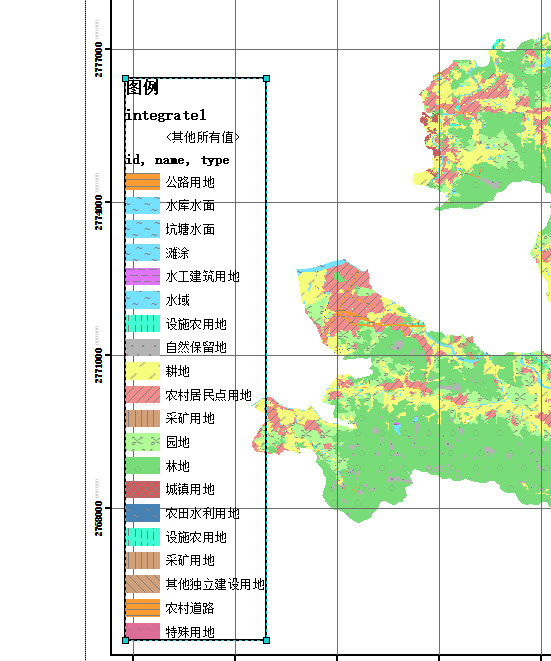 2777000
图例
integrate1
<其他所有值>
id, name, type
公路用地
水库水面
2774000
坑塘水面
滩涂
水工建筑用地
水域
设施农用地
自然保留地
2771000
耕地
农村居民点用地
采矿用地
园地
林地
城镇用地
2768000
农田水利用地
设施农用地
采矿用地
其他独立建设用地
农村道路
特殊用地